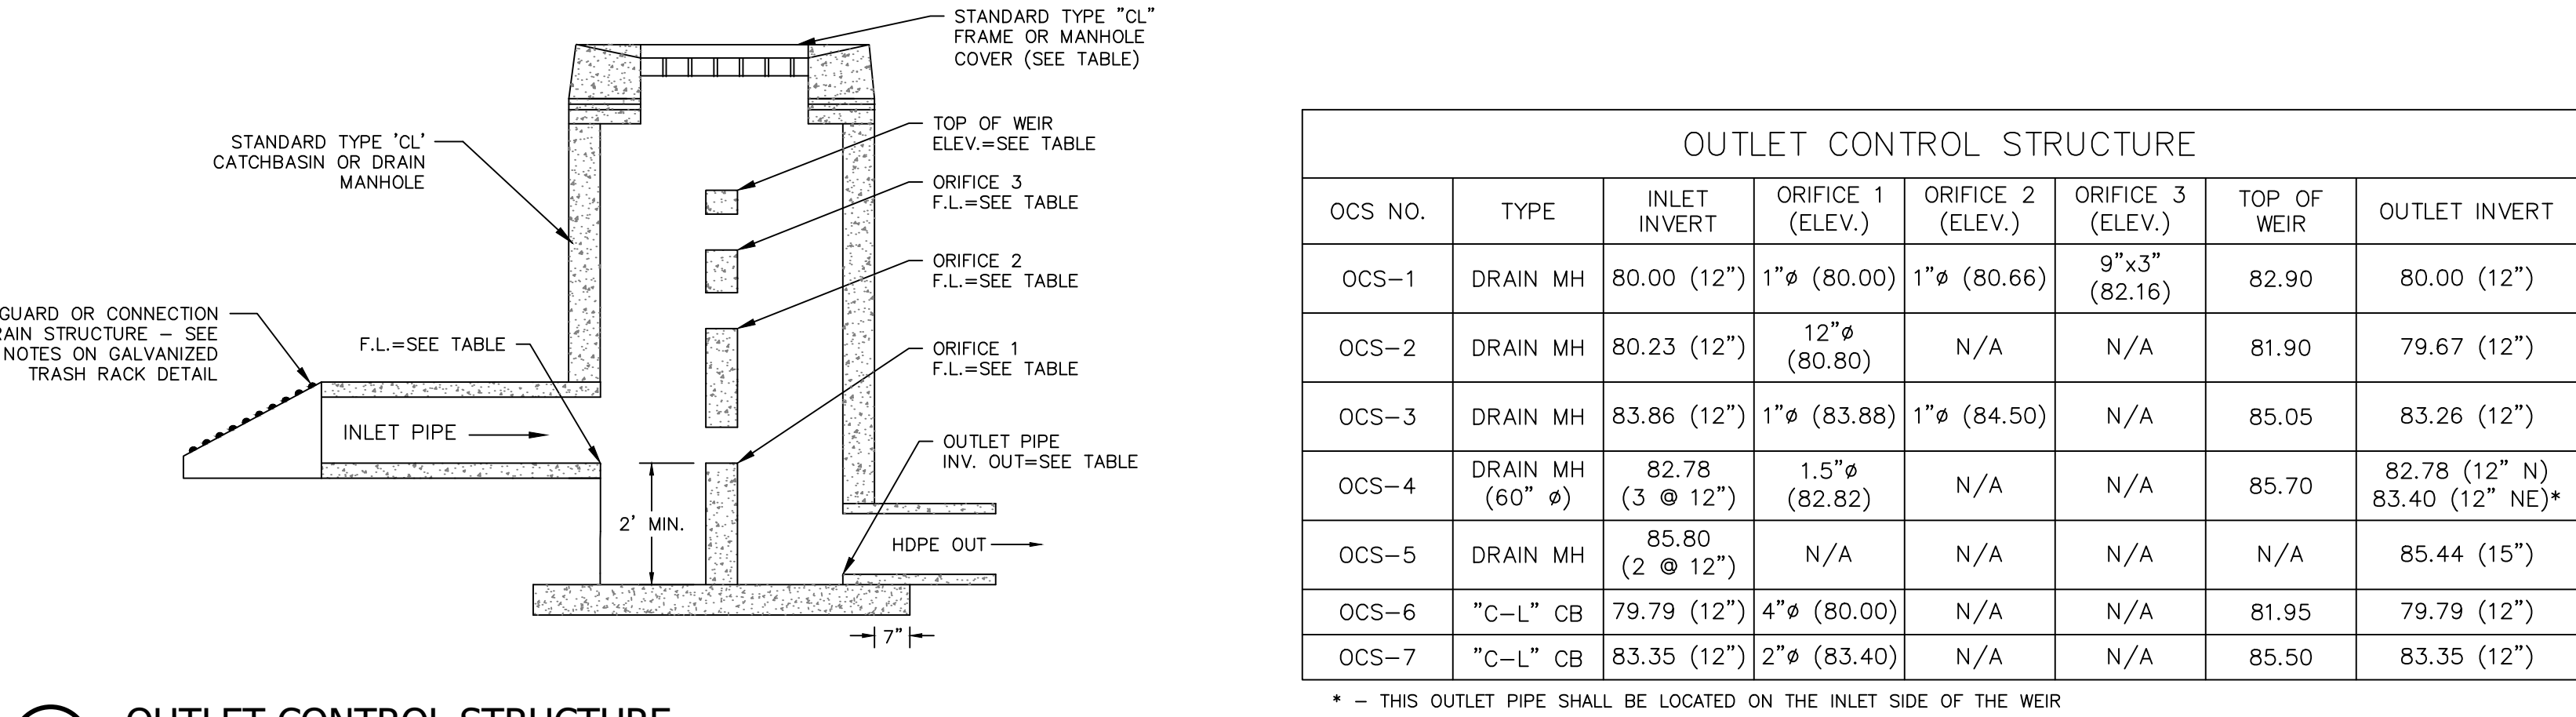 STANDARD TYPE "CL"
FRAME OR MANHOLE
COVER (SEE TABLE)
STANDARD TYPE 'CL'
CATCHBASIN OR DRAIN
MANHOLE
TOP OF WEIR
ELEV.=SEE TABLE
ORIFICE 3
F.L.=SEE TABLE
ORIFICE 2
F.L.=SEE TABLE
ORIFICE 1
F.L.=SEE TABLE
GUARD OR CONNECTION
STRUCTURE – SEE
NOTES ON GALVANIZED
TRASH RACK DETAIL
F.L.=SEE TABLE
INLET PIPE
OUTLET PIPE
INV. OUT=SEE TABLE
2' MIN.
HDPE OUT
7"
OUTLET CONTROL STRUCTURE
OUTLET CONTROL STRUCTURE
OCS NO. TYPE INLET INVERT ORIFICE 1 (ELEV.) ORIFICE 2 (ELEV.) ORIFICE 3 (ELEV.) TOP OF WEIR OUTLET INVERT
OCS-1 DRAIN MH 80.00 (12") 1"ø (80.00) 1"ø (80.66) 9"x3" (82.16) 82.90 80.00 (12")
OCS-2 DRAIN MH 80.23 (12") 12"ø (80.80) N/A N/A 81.90 79.67 (12")
OCS-3 DRAIN MH 83.86 (12") 1"ø (83.88) 1"ø (84.50) N/A 85.05 83.26 (12")
OCS-4 DRAIN MH (60" ø) 82.78 (3 @ 12") 1.5"ø (82.82) N/A N/A 85.70 82.78 (12" N) 83.40 (12" NE)*
OCS-5 DRAIN MH 85.80 (2 @ 12") N/A N/A N/A N/A 85.44 (15")
OCS-6 "C-L" CB 79.79 (12") 4"ø (80.00) N/A N/A 81.95 79.79 (12")
OCS-7 "C-L" CB 83.35 (12") 2"ø (83.40) N/A N/A 85.50 83.35 (12")
* – THIS OUTLET PIPE SHALL BE LOCATED ON THE INLET SIDE OF THE WEIR